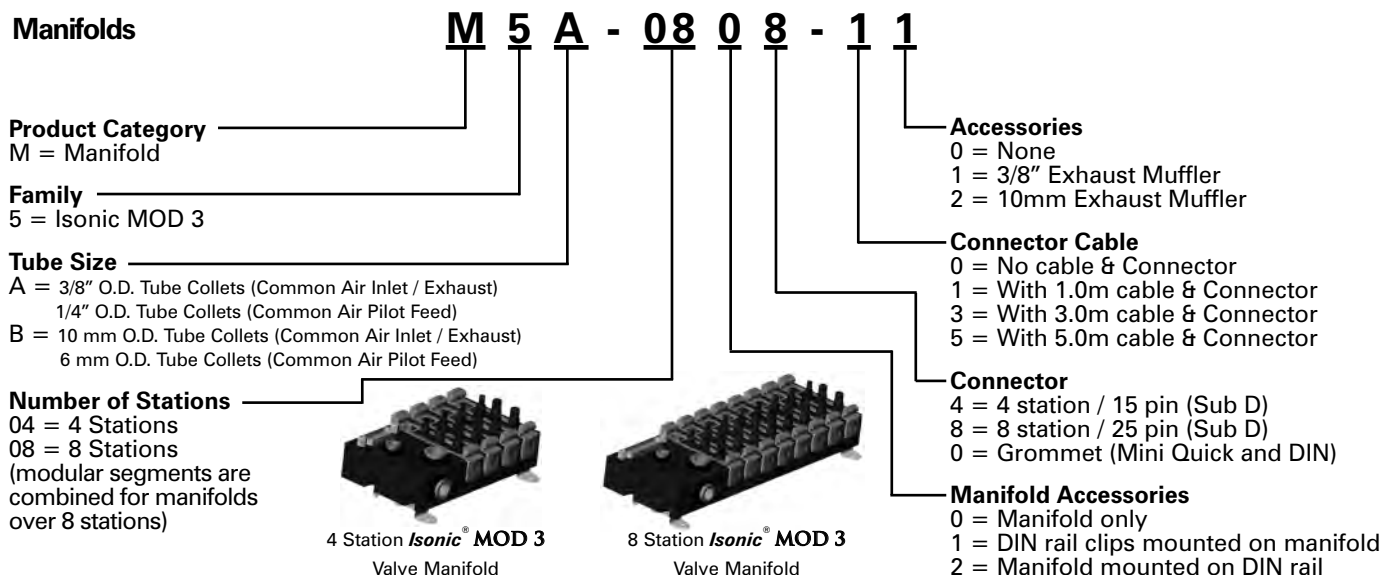 Manifolds
M 5 A - 08 0 8 - 1 1
Product Category
M = Manifold
Family
5 = Isonic MOD 3
Tube Size
A = 3/8" O.D. Tube Collets (Common Air Inlet / Exhaust)
1/4" O.D. Tube Collets (Common Air Pilot Feed)
B = 10 mm O.D. Tube Collets (Common Air Inlet / Exhaust)
6 mm O.D. Tube Collets (Common Air Pilot Feed)
Number of Stations
04 = 4 Stations
08 = 8 Stations
(modular segments are
combined for manifolds
over 8 stations)
4 Station Isonic® MOD 3
Valve Manifold
8 Station Isonic® MOD 3
Valve Manifold
Accessories
0 = None
1 = 3/8" Exhaust Muffler
2 = 10mm Exhaust Muffler
Connector Cable
0 = No cable & Connector
1 = With 1.0m cable & Connector
3 = With 3.0m cable & Connector
5 = With 5.0m cable & Connector
Connector
4 = 4 station / 15 pin (Sub D)
8 = 8 station / 25 pin (Sub D)
0 = Grommet (Mini Quick and DIN)
Manifold Accessories
0 = Manifold only
1 = DIN rail clips mounted on manifold
2 = Manifold mounted on DIN rail